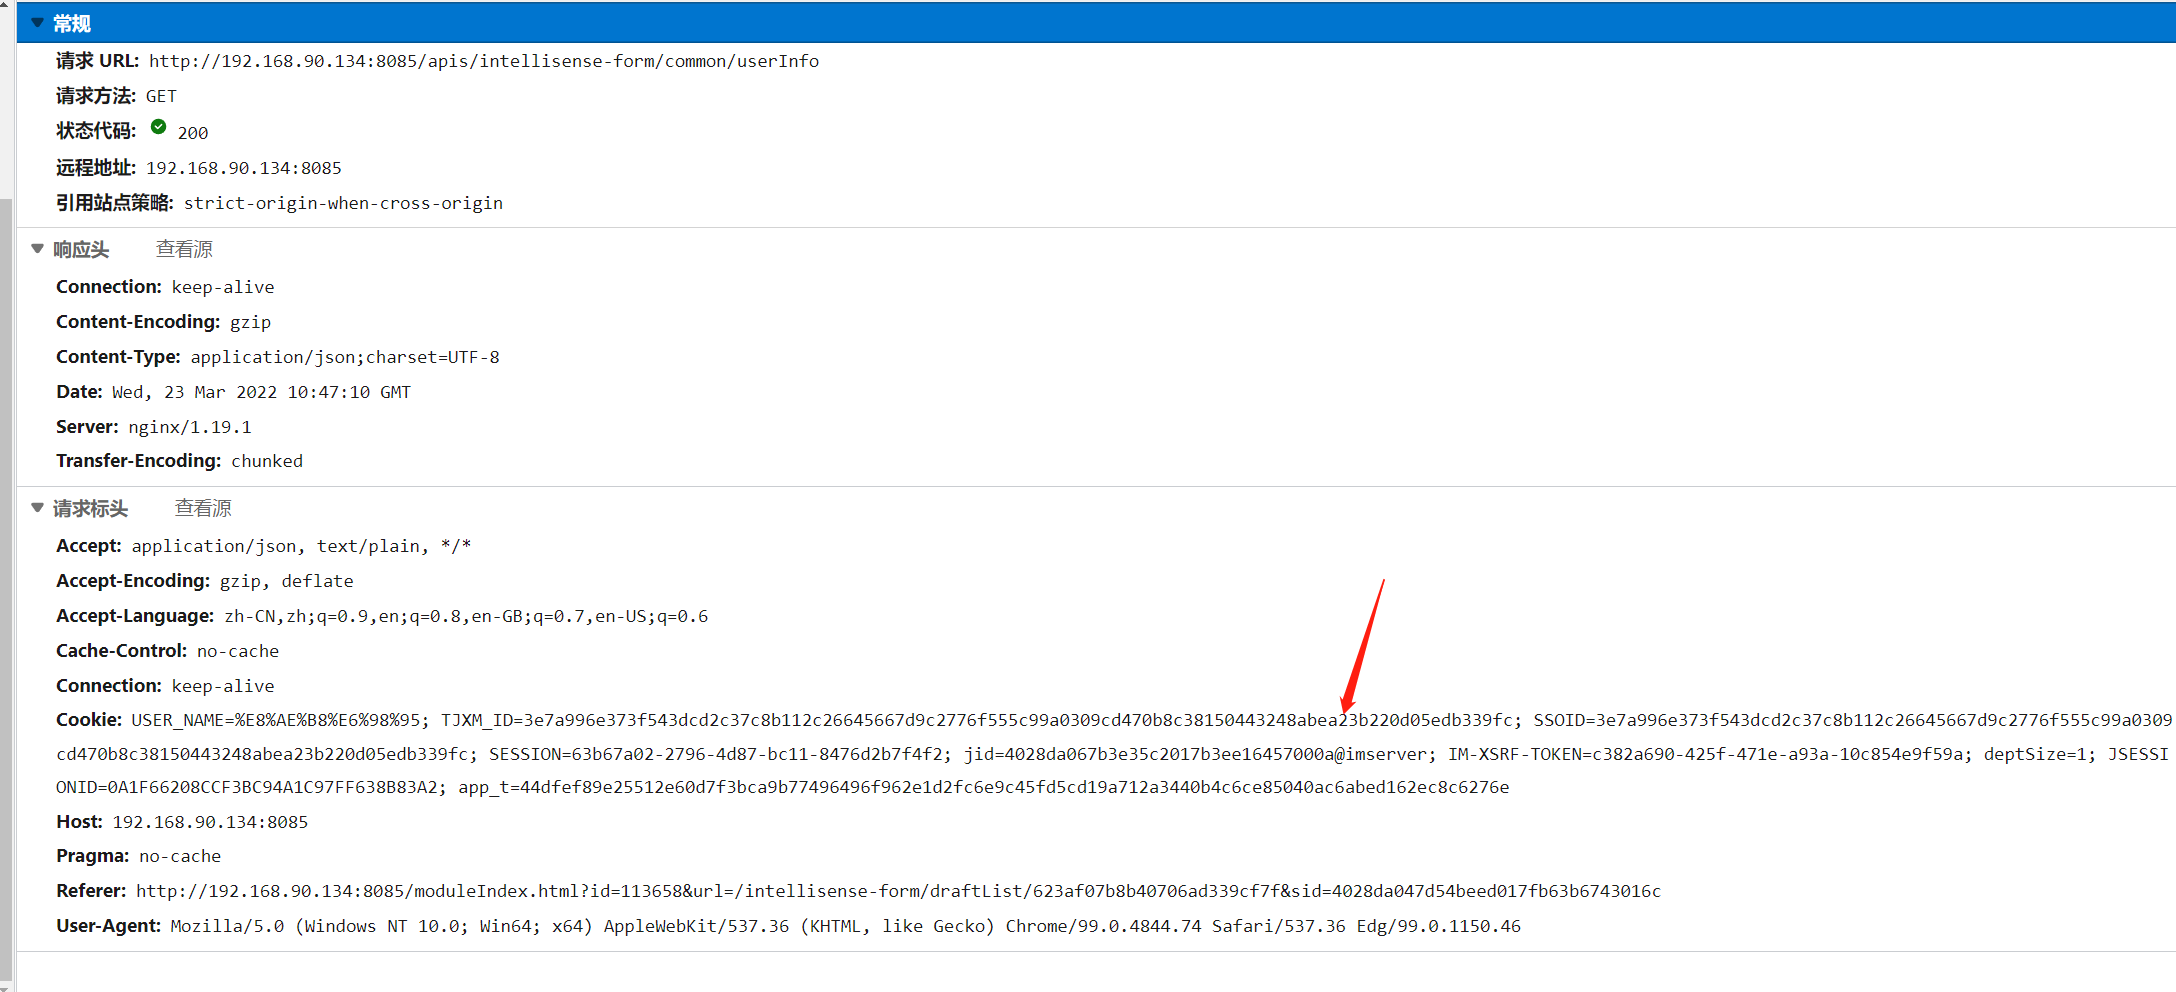 常规
请求 URL: http://192.168.90.134:8085/apis/intellisense-form/common/userInfo
请求方法: GET
状态代码: 200
远程地址: 192.168.90.134:8085
引用站点策略: strict-origin-when-cross-origin
响应头 查看源
Connection: keep-alive
Content-Encoding: gzip
Content-Type: application/json;charset=UTF-8
Date: Wed, 23 Mar 2022 10:47:10 GMT
Server: nginx/1.19.1
Transfer-Encoding: chunked
请求标头 查看源
Accept: application/json, text/plain, */*
Accept-Encoding: gzip, deflate
Accept-Language: zh-CN,zh;q=0.9,en;q=0.8,en-GB;q=0.7,en-US;q=0.6
Cache-Control: no-cache
Connection: keep-alive
Cookie: USER_NAME=%E8%AE%B8%E6%98%95; TJXM_ID=3e7a996e373f543dcd2c37c8b112c26645667d9c2776f555c99a0309cd470b8c38150443248abea23b220d05edb339fc; SSOID=3e7a996e373f543dcd2c37c8b112c26645667d9c2776f555c99a0309
cd470b8c38150443248abea23b220d05edb339fc; SESSION=63b67a02-2796-4d87-bc11-8476d2b7f4f2; jid=4028da067b3e35c2017b3ee16457000a@imserver; IM-XSRF-TOKEN=c382a690-425f-471e-a93a-10c854e9f59a; deptSize=1; JSESSI
ONID=0A1F66208CCF3BC94A1C97FF638B83A2; app_t=44dfef89e25512e60d7f3bca9b77496496f962e1d2fc6e9c45fd5cd19a712a3440b4c6ce85040ac6abed162ec8c6276e
Host: 192.168.90.134:8085
Pragma: no-cache
Referer: http://192.168.90.134:8085/moduleIndex.html?id=113658&url=/intellisense-form/draftList/623af07b8b40706ad339cf7f&sid=4028da047d54beed017fb63b6743016c
User-Agent: Mozilla/5.0 (Windows NT 10.0; Win64; x64) AppleWebKit/537.36 (KHTML, like Gecko) Chrome/99.0.4844.74 Safari/537.36 Edg/99.0.1150.46